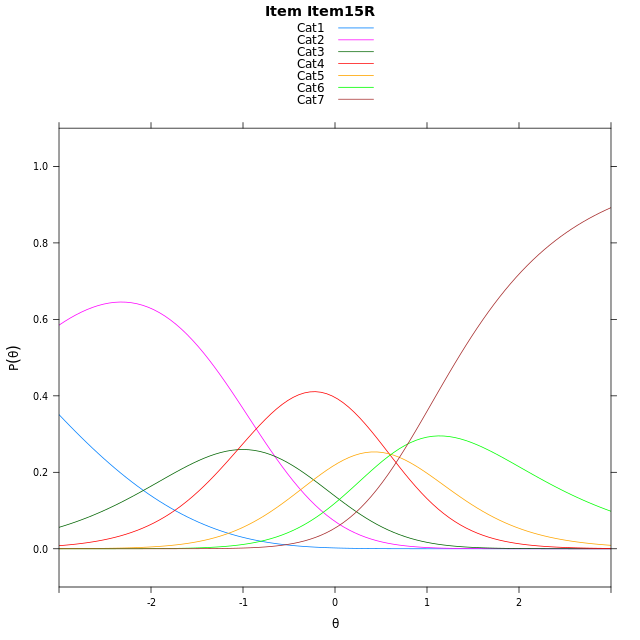 Item Item15R
Cat1
Cat2
Cat3
Cat4
Cat5
Cat6
Cat7
1.0
0.8
0.6
0.4
0.2
0.0
P(θ)
-2 -1 0 1 2
θ